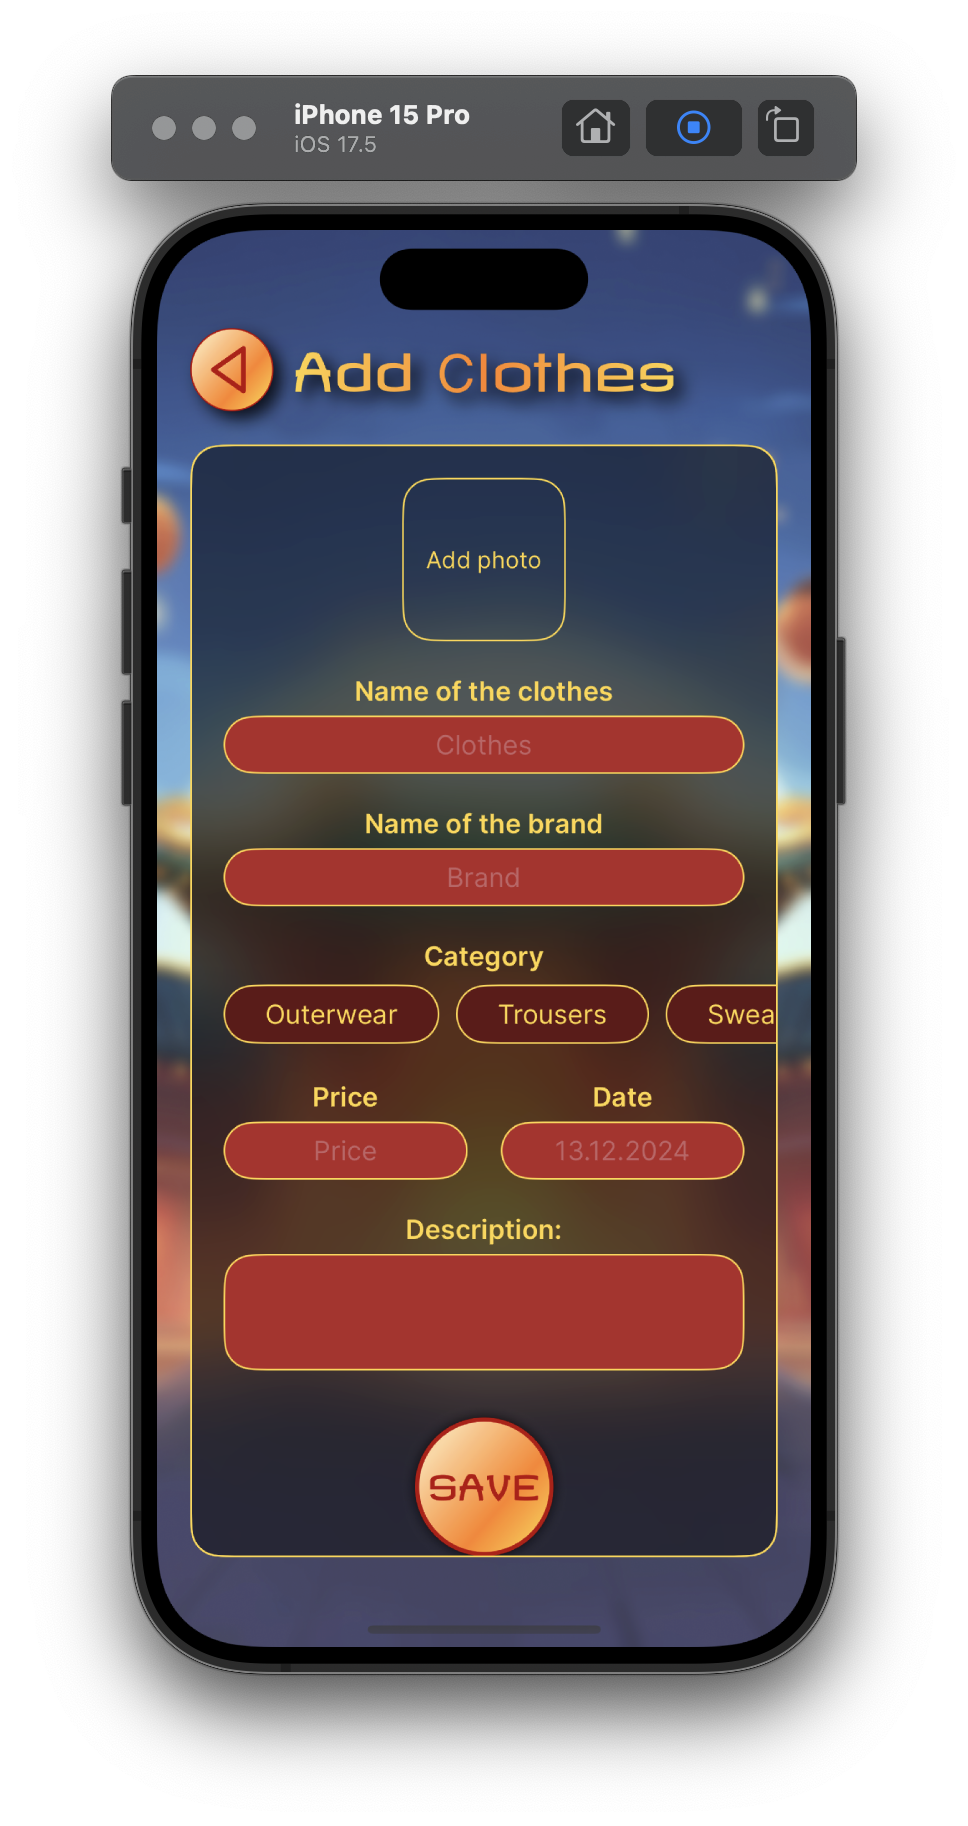 iPhone 15 Pro
iOS 17.5
Add Clothes
Add photo
Name of the clothes
Clothes
Name of the brand
Brand
Category
Outerwear Trousers Swea
Price Date
Price 13.12.2024
Description:
SAVE